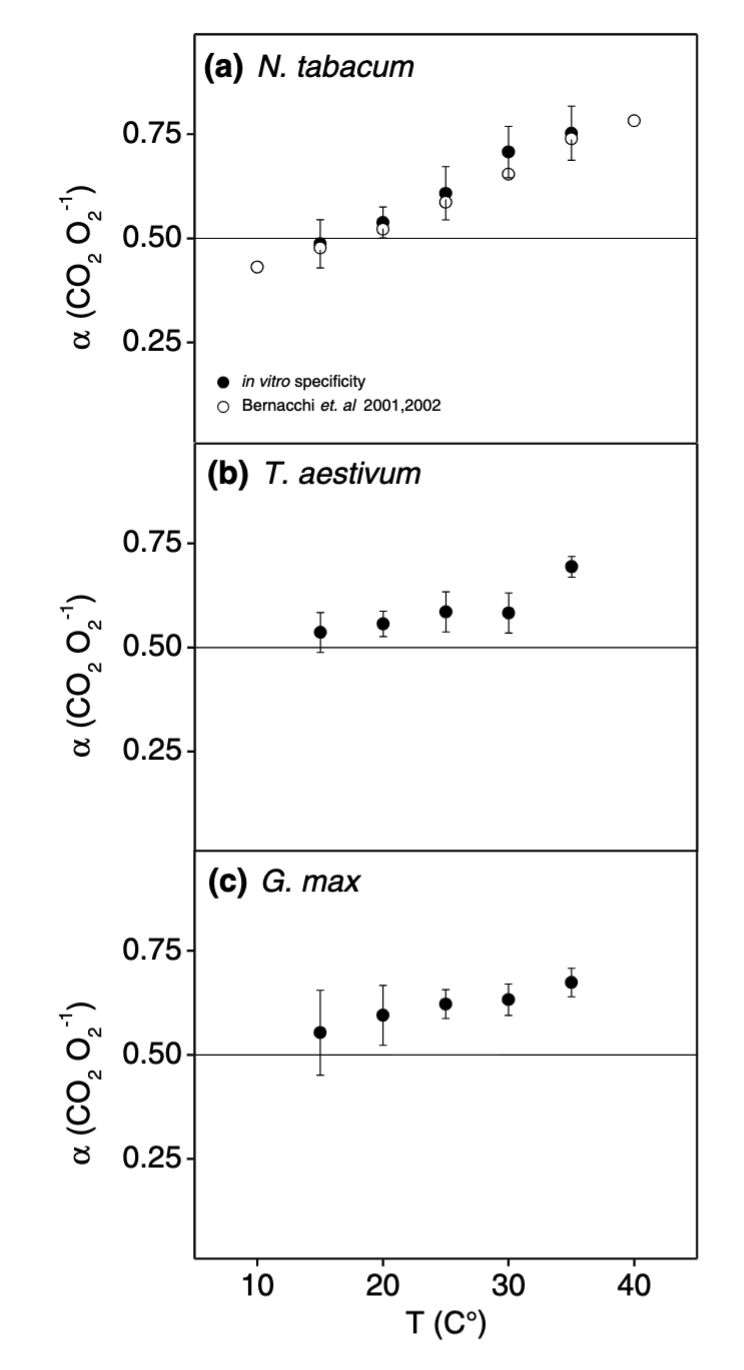 (a) N. tabacum
0.75
0.50
0.25
α (CO2 O2-1)
in vitro specificity
Bernacchi et. al 2001,2002
(b) T. aestivum
0.75
0.50
0.25
α (CO2 O2-1)
(c) G. max
0.75
0.50
0.25
α (CO2 O2-1)
10 20 30 40
T (C°)